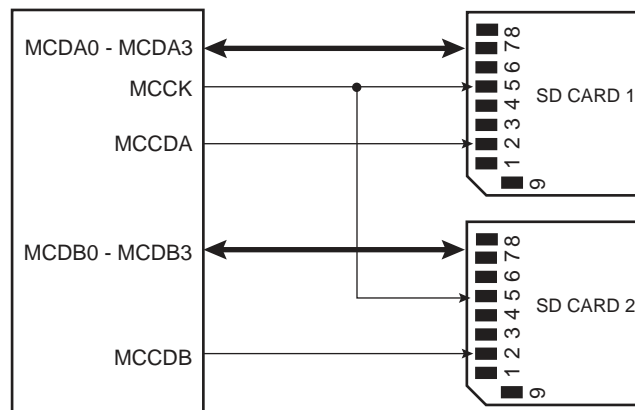 MCDA0 - MCDA3
MCCK
MCCDA
MCDB0 - MCDB3
MCCDB
8
7
6
5
4
3
2
1
9
SD CARD 1
8
7
6
5
4
3
2
1
9
SD CARD 2